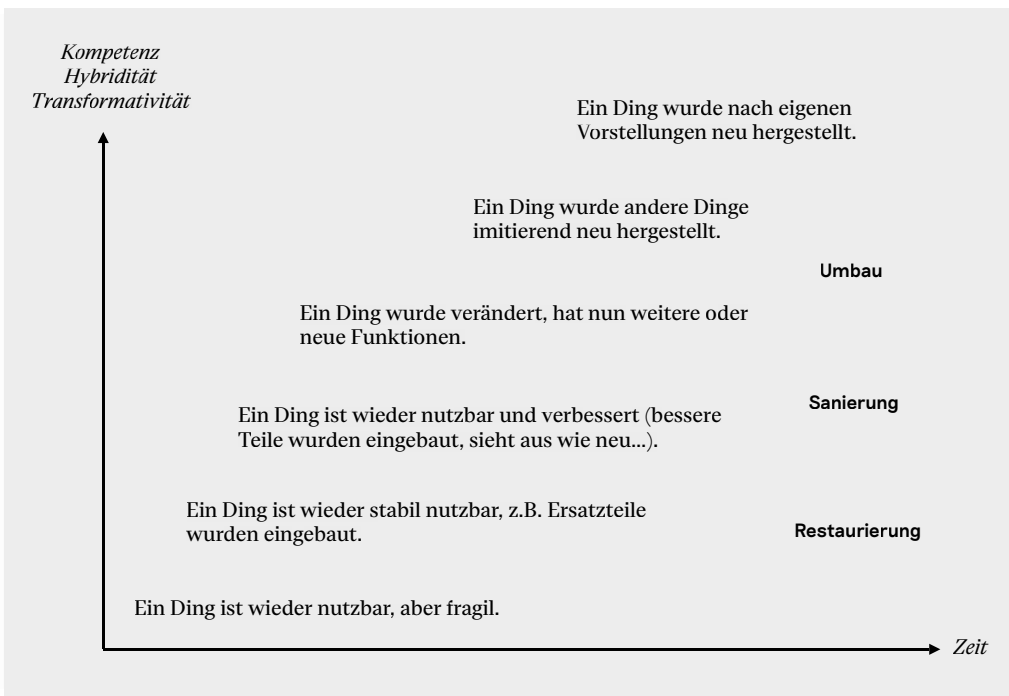 Kompetenz
Hybridität
Transformativität
Ein Ding wurde nach eigenen
Vorstellungen neu hergestellt.
Ein Ding wurde andere Dinge
imitierend neu hergestellt.
Umbau
Ein Ding wurde verändert, hat nun weitere oder
neue Funktionen.
Sanierung
Ein Ding ist wieder nutzbar und verbessert (bessere
Teile wurden eingebaut, sieht aus wie neu...).
Ein Ding ist wieder stabil nutzbar, z.B. Ersatzteile
wurden eingebaut.
Restaurierung
Ein Ding ist wieder nutzbar, aber fragil.
Zeit